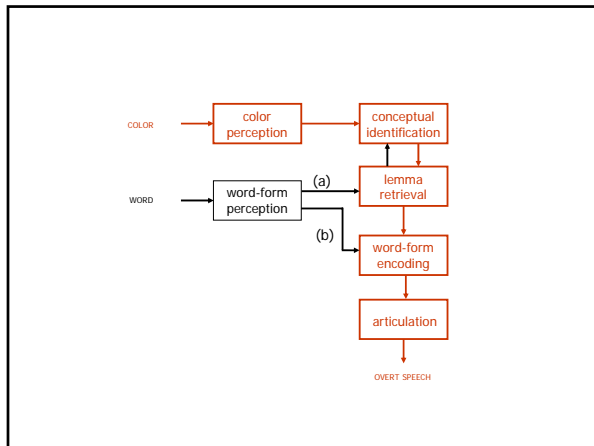 COLOR
color
perception
conceptual
identification
WORD
word-form
perception
(a)
(b)
lemma
retrieval
word-form
encoding
articulation
OVERT SPEECH